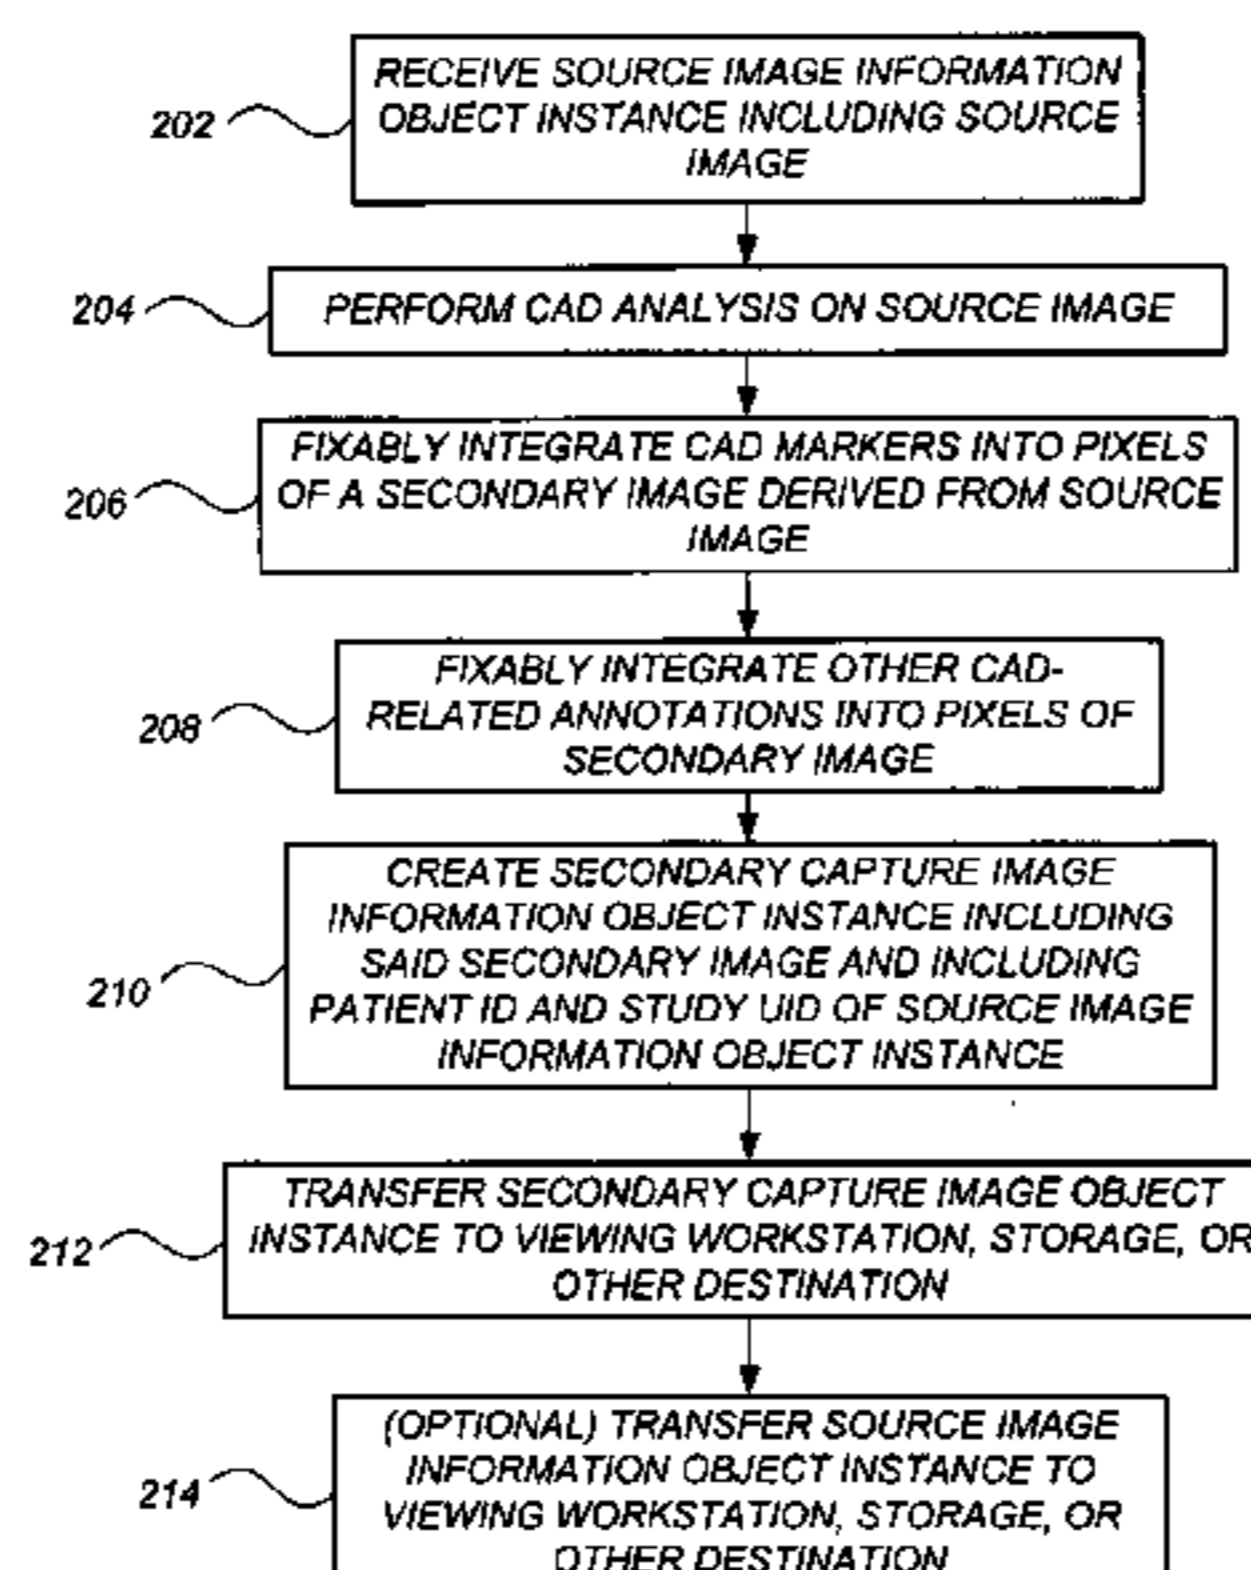 RECEIVE SOURCE IMAGE INFORMATION
OBJECT INSTANCE INCLUDING SOURCE
IMAGE
202
204
PERFORM CAD ANALYSIS ON SOURCE IMAGE
FIXABLY INTEGRATE CAD MARKERS INTO PIXELS
OF A SECONDARY IMAGE DERIVED FROM SOURCE
IMAGE
206
FIXABLY INTEGRATE OTHER CAD-
RELATED ANNOTATIONS INTO PIXELS OF
SECONDARY IMAGE
208
CREATE SECONDARY CAPTURE IMAGE
INFORMATION OBJECT INSTANCE INCLUDING
SAID SECONDARY IMAGE AND INCLUDING
PATIENT ID AND STUDY UID OF SOURCE IMAGE
INFORMATION OBJECT INSTANCE
210
TRANSFER SECONDARY CAPTURE IMAGE OBJECT
INSTANCE TO VIEWING WORKSTATION, STORAGE, OR
OTHER DESTINATION
212
(OPTIONAL) TRANSFER SOURCE IMAGE
INFORMATION OBJECT INSTANCE TO
VIEWING WORKSTATION, STORAGE, OR
OTHER DESTINATION
214